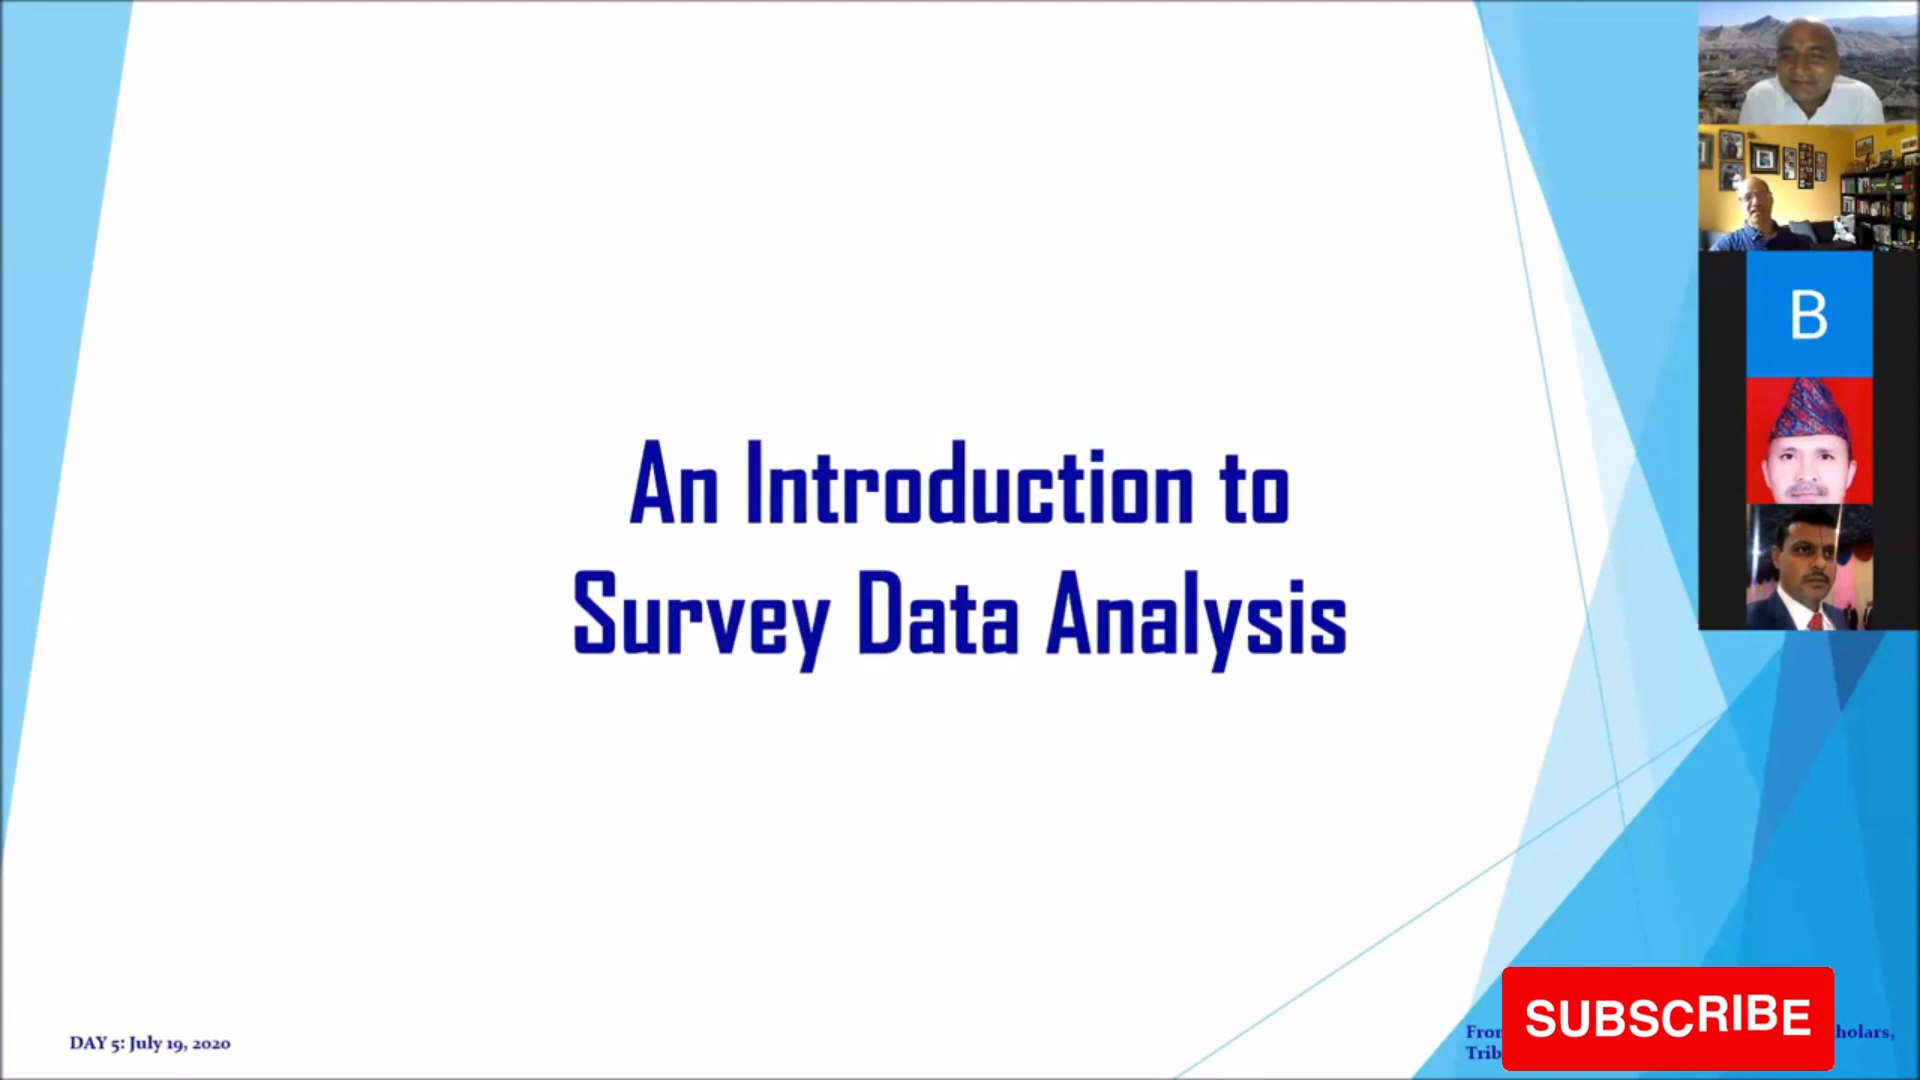 An Introduction to
Survey Data Analysis
B
DAY 5: July 19, 2020
SUBSCRIBE